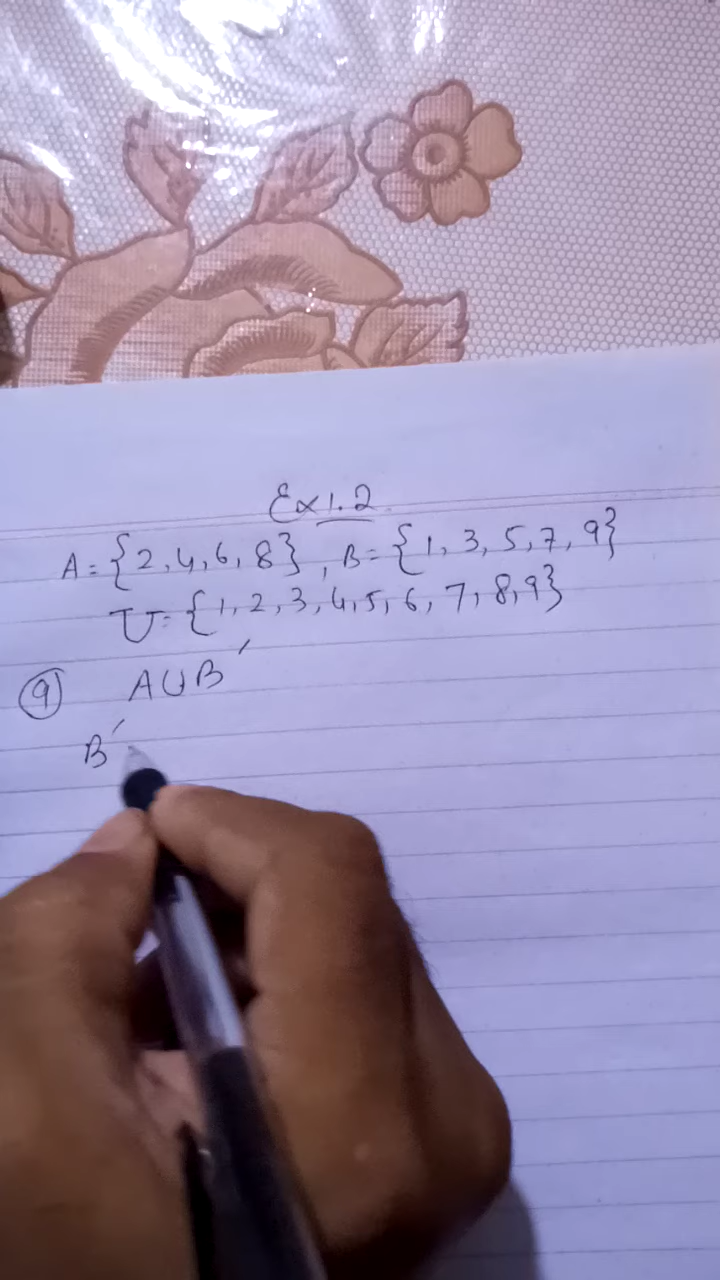 Ex 1.2
A = {2, 4, 6, 8}, B = {1, 3, 5, 7, 9}
U = {1, 2, 3, 4, 5, 6, 7, 8, 9}
(9) A∪B′
B′